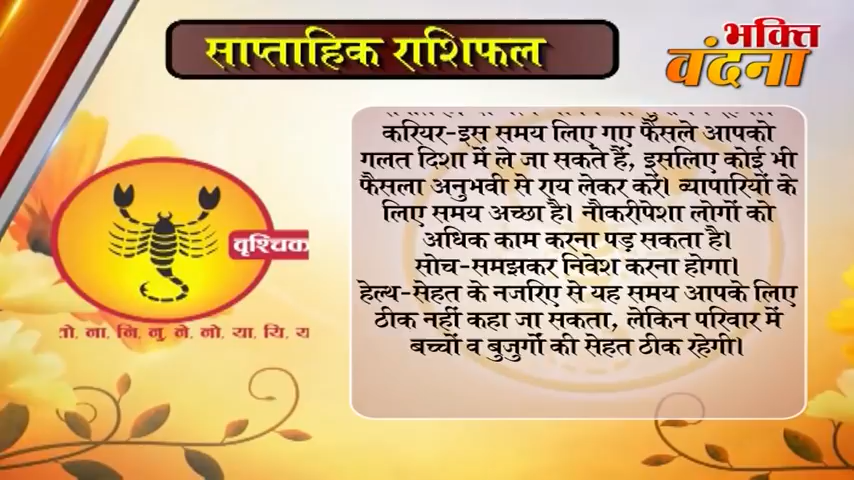 साप्ताहिक राशिफल
भक्ति
वंदना
करियर-इस समय लिए गए फैसले आपको
गलत दिशा में ले जा सकते हैं, इसलिए कोई भी
फैसला अनुभवी से राय लेकर करें। व्यापारियों के
लिए समय अच्छा है। नौकरीपेशा लोगों को
अधिक काम करना पड़ सकता है।
सोच-समझकर निवेश करना होगा।
हेल्थ-सेहत के नजरिए से यह समय आपके लिए
ठीक नहीं कहा जा सकता, लेकिन परिवार में
बच्चों व बुजुर्गों की सेहत ठीक रहेगी।
वृश्चिक
ना, नि, नु, ने, नो, या, यि,